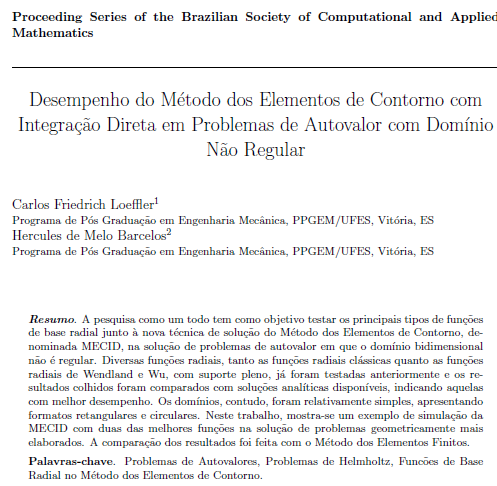 Proceeding Series of the Brazilian Society of Computational and Applied
Mathematics
Desempenho do Método dos Elementos de Contorno com
Integração Direta em Problemas de Autovalor com Domínio
Não Regular
Carlos Friedrich Loeffler¹
Programa de Pós Graduação em Engenharia Mecânica, PPGEM/UFES, Vitória, ES
Hercules de Melo Barcelos²
Programa de Pós Graduação em Engenharia Mecânica, PPGEM/UFES, Vitória, ES
Resumo. A pesquisa como um todo tem como objetivo testar os principais tipos de funções
de base radial junto à nova técnica de solução do Método dos Elementos de Contorno, de-
nominada MECID, na solução de problemas de autovalor em que o domínio bidimensional
não é regular. Diversas funções radiais, tanto as funções radiais clássicas quanto as funções
radiais de Wendland e Wu, com suporte pleno, já foram testadas anteriormente e os re-
sultados colhidos foram comparados com soluções analíticas disponíveis, indicando aquelas
com melhor desempenho. Os domínios, contudo, foram relativamente simples, apresentando
formatos retangulares e circulares. Neste trabalho, mostra-se um exemplo de simulação da
MECID com duas das melhores funções na solução de problemas geometricamente mais
elaborados. A comparação dos resultados foi feita com o Método dos Elementos Finitos.
Palavras-chave. Problemas de Autovalores, Problemas de Helmholtz, Funcões de Base
Radial no Método dos Elementos de Contorno.